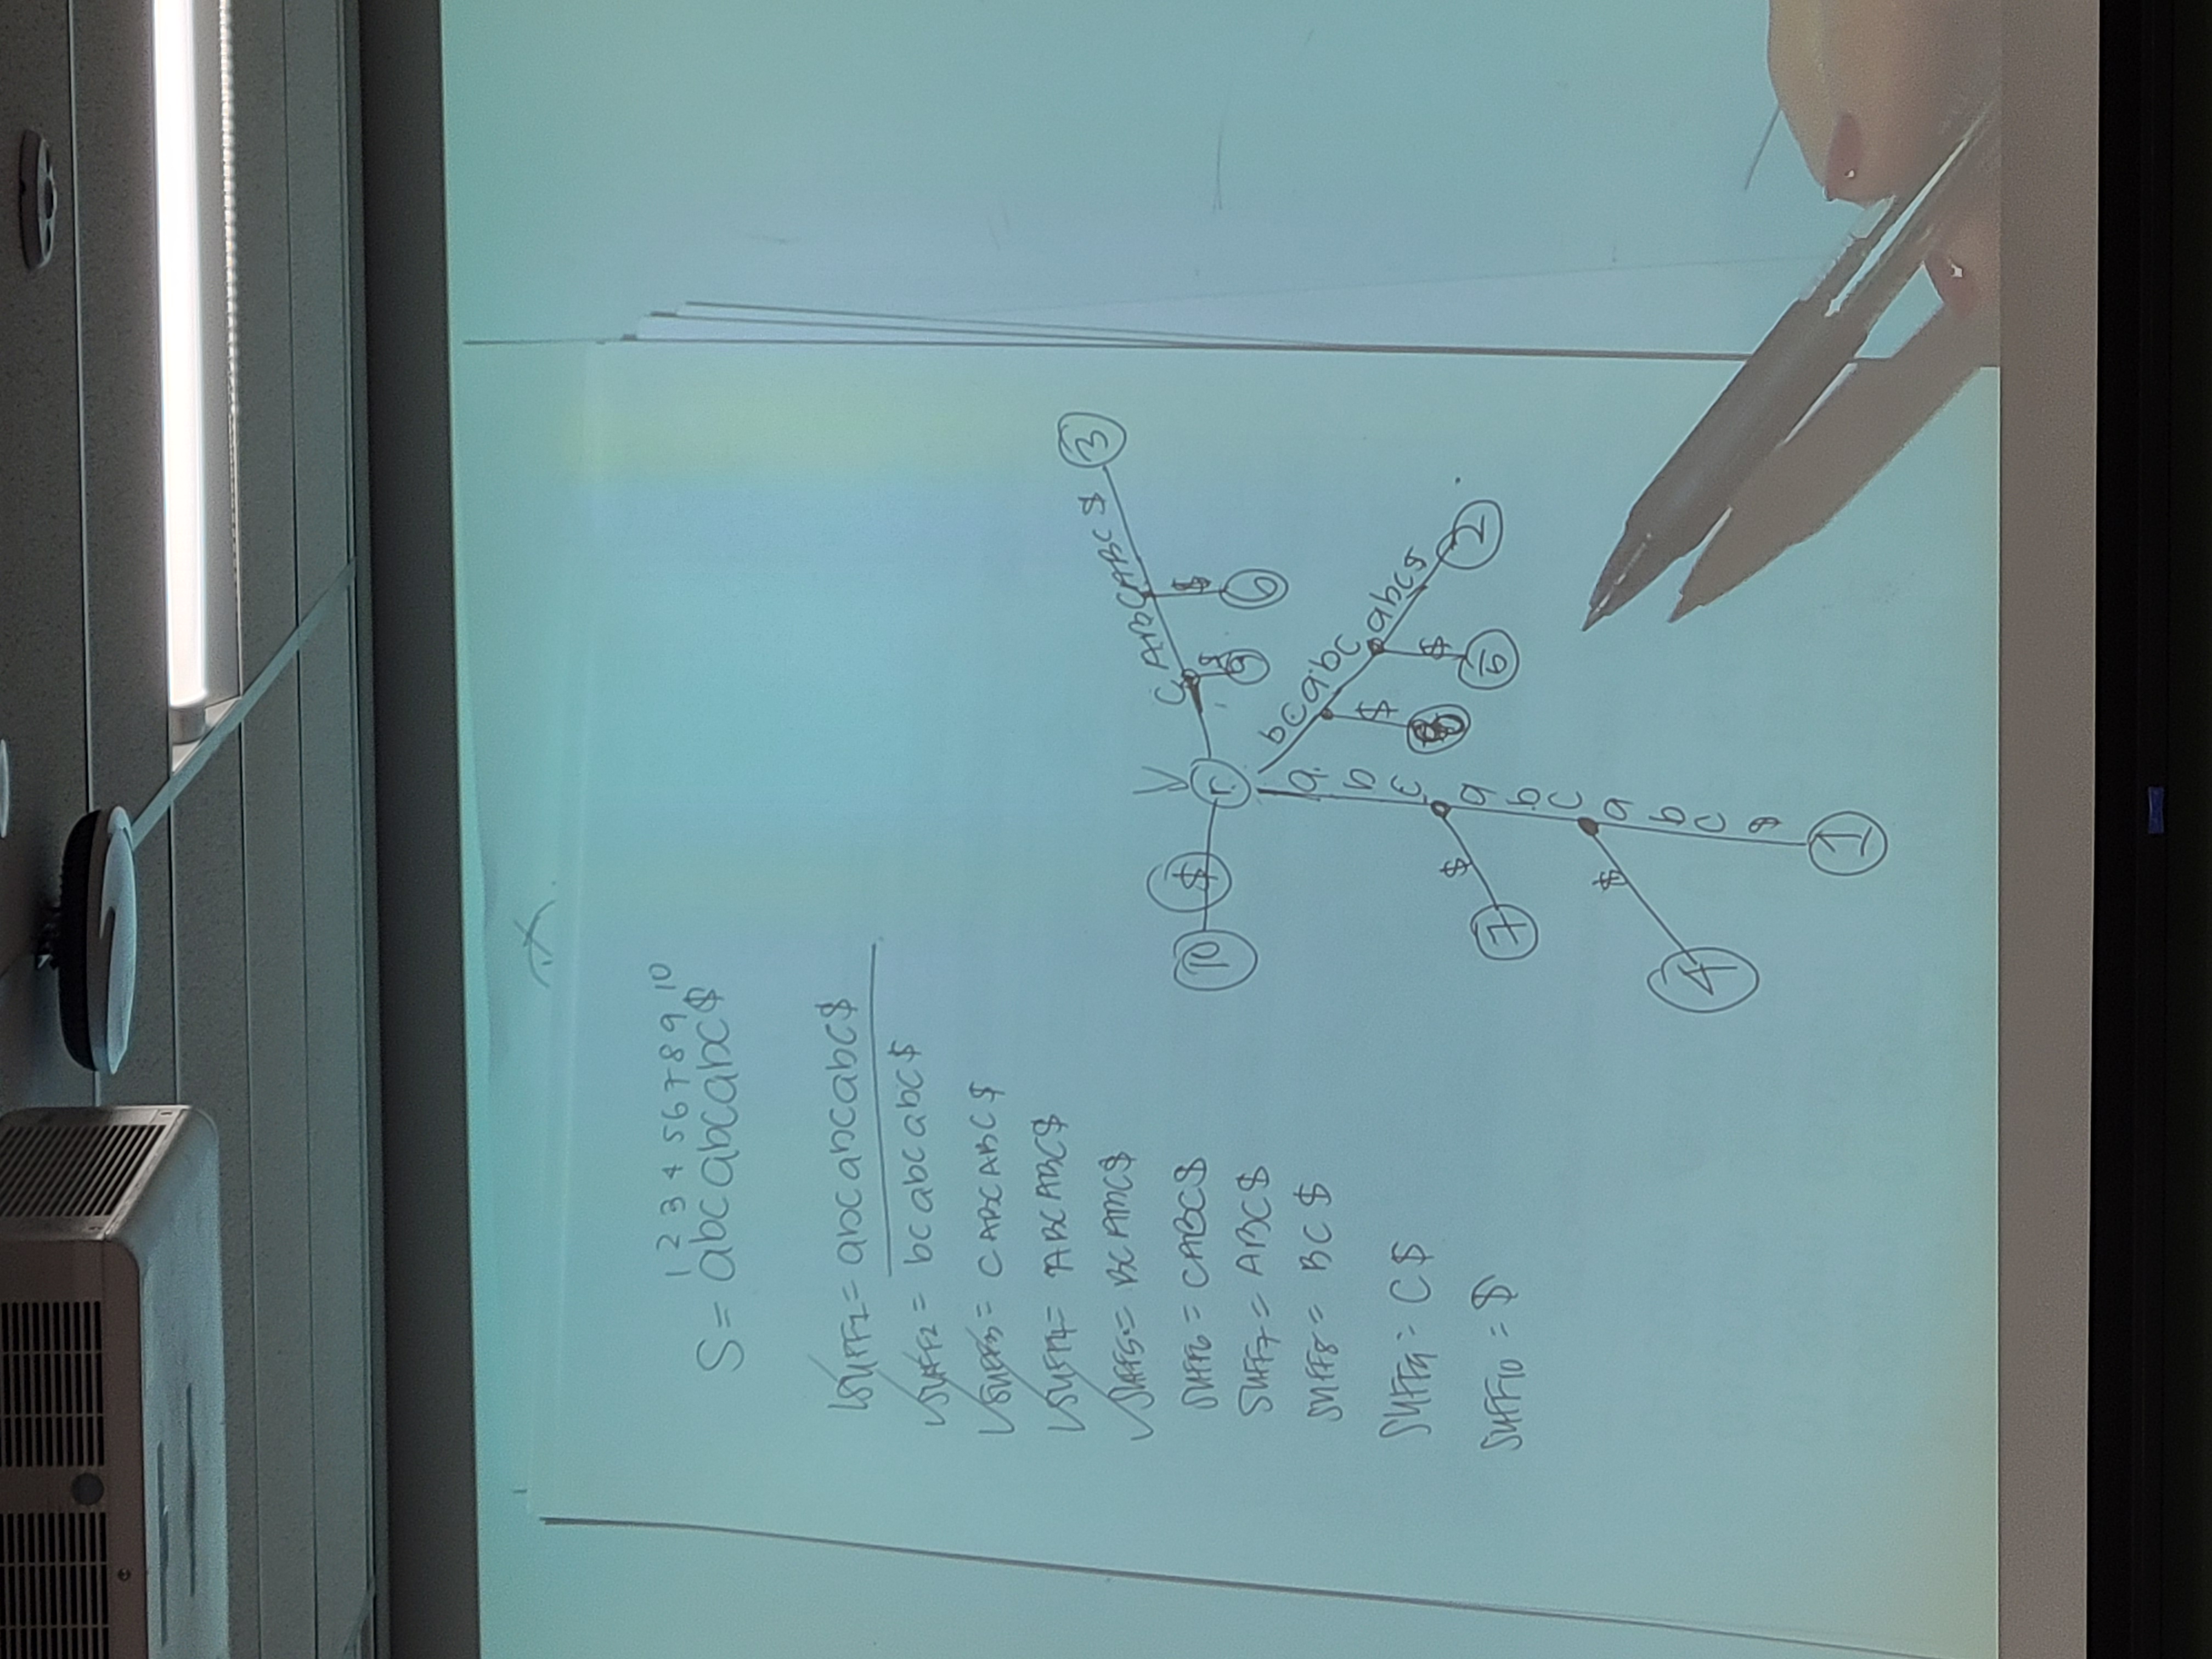 1 2 3 4 5 6 7 8 9 10
S = abcabcabc$
SUFF1 = abcabcabc$
SUFF2 = bcabcabc$
SUFF3 = CABCABC$
SUFF4 = ABCABC$
SUFF5 = BCABC$
SUFF6 = CABC$
SUFF7 = ABC$
SUFF8 = BC$
SUFF9 = C$
SUFF10 = $
CABCABC$ 3
10 $ r
$ 9
$ 6
bcabc
abc$ 2
$
$ 5
a
b
c
$ 7
a
b
c
$ 4
a
b
c
$
1